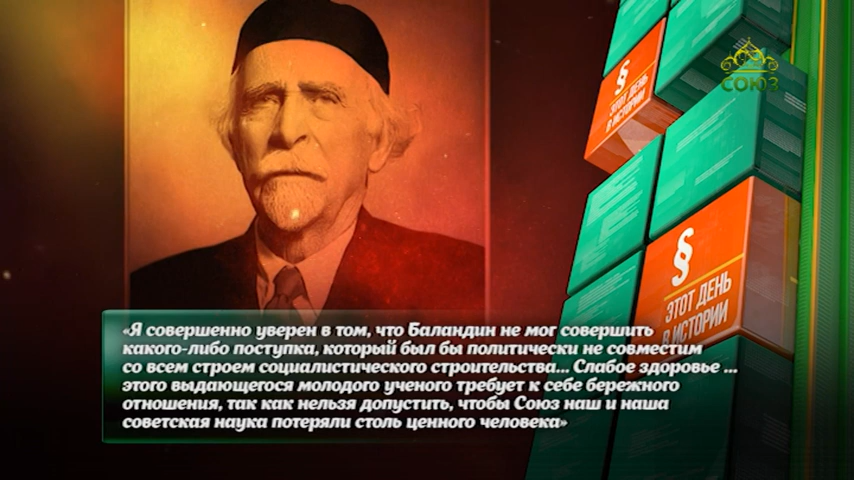 СОЮЗ
§
ЭТОТ ДЕНЬ
В ИСТОРИИ
§
ЭТОТ ДЕНЬ
В ИСТОРИИ
«Я совершенно уверен в том, что Баландин не мог совершить
какого-либо поступка, который был бы политически не совместим
со всем строем социалистического строительства... Слабое здоровье ...
этого выдающегося молодого ученого требует к себе бережного
отношения, так как нельзя допустить, чтобы Союз наш и наша
советская наука потеряли столь ценного человека»